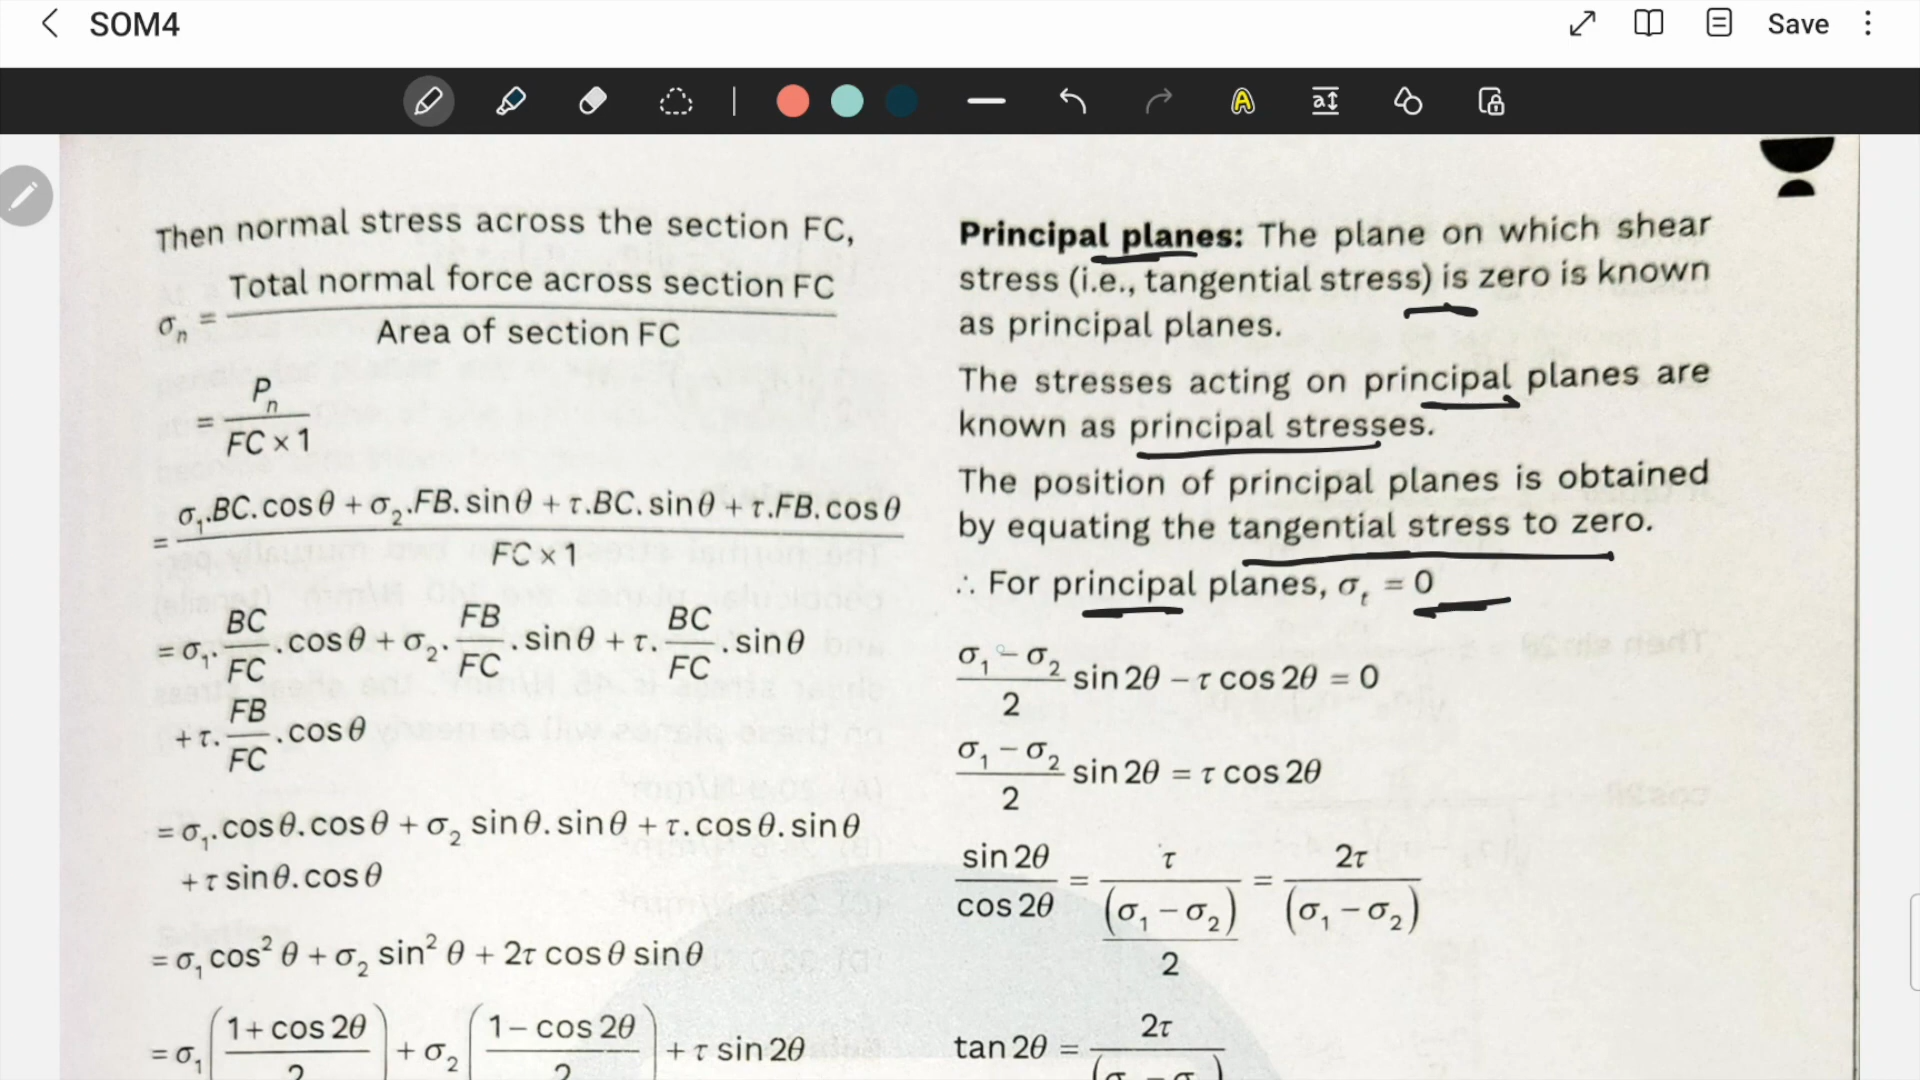 SOM4
Save
Then normal stress across the section FC,
σₙ = Total normal force across section FC / Area of section FC
= Pₙ / FC × 1
= σ₁.BC.cosθ + σ₂.FB.sinθ + τ.BC.sinθ + τ.FB.cosθ / FC × 1
= σ₁. BC/FC .cosθ + σ₂. FB/FC .sinθ + τ. BC/FC .sinθ
+ τ. FB/FC .cosθ
= σ₁.cosθ.cosθ + σ₂ sinθ.sinθ + τ.cosθ.sinθ
+ τ sinθ.cosθ
= σ₁ cos² θ + σ₂ sin² θ + 2τ cosθ sinθ
= σ₁ (1 + cos 2θ / 2) + σ₂ (1 − cos 2θ / 2) + τ sin 2θ
Principal planes: The plane on which shear
stress (i.e., tangential stress) is zero is known
as principal planes.
The stresses acting on principal planes are
known as principal stresses.
The position of principal planes is obtained
by equating the tangential stress to zero.
∴ For principal planes, σₜ = 0
σ₁ − σ₂ / 2 sin 2θ − τ cos 2θ = 0
σ₁ − σ₂ / 2 sin 2θ = τ cos 2θ
sin 2θ / cos 2θ = τ / (σ₁ − σ₂) / 2 = 2τ / (σ₁ − σ₂)
tan 2θ = 2τ /